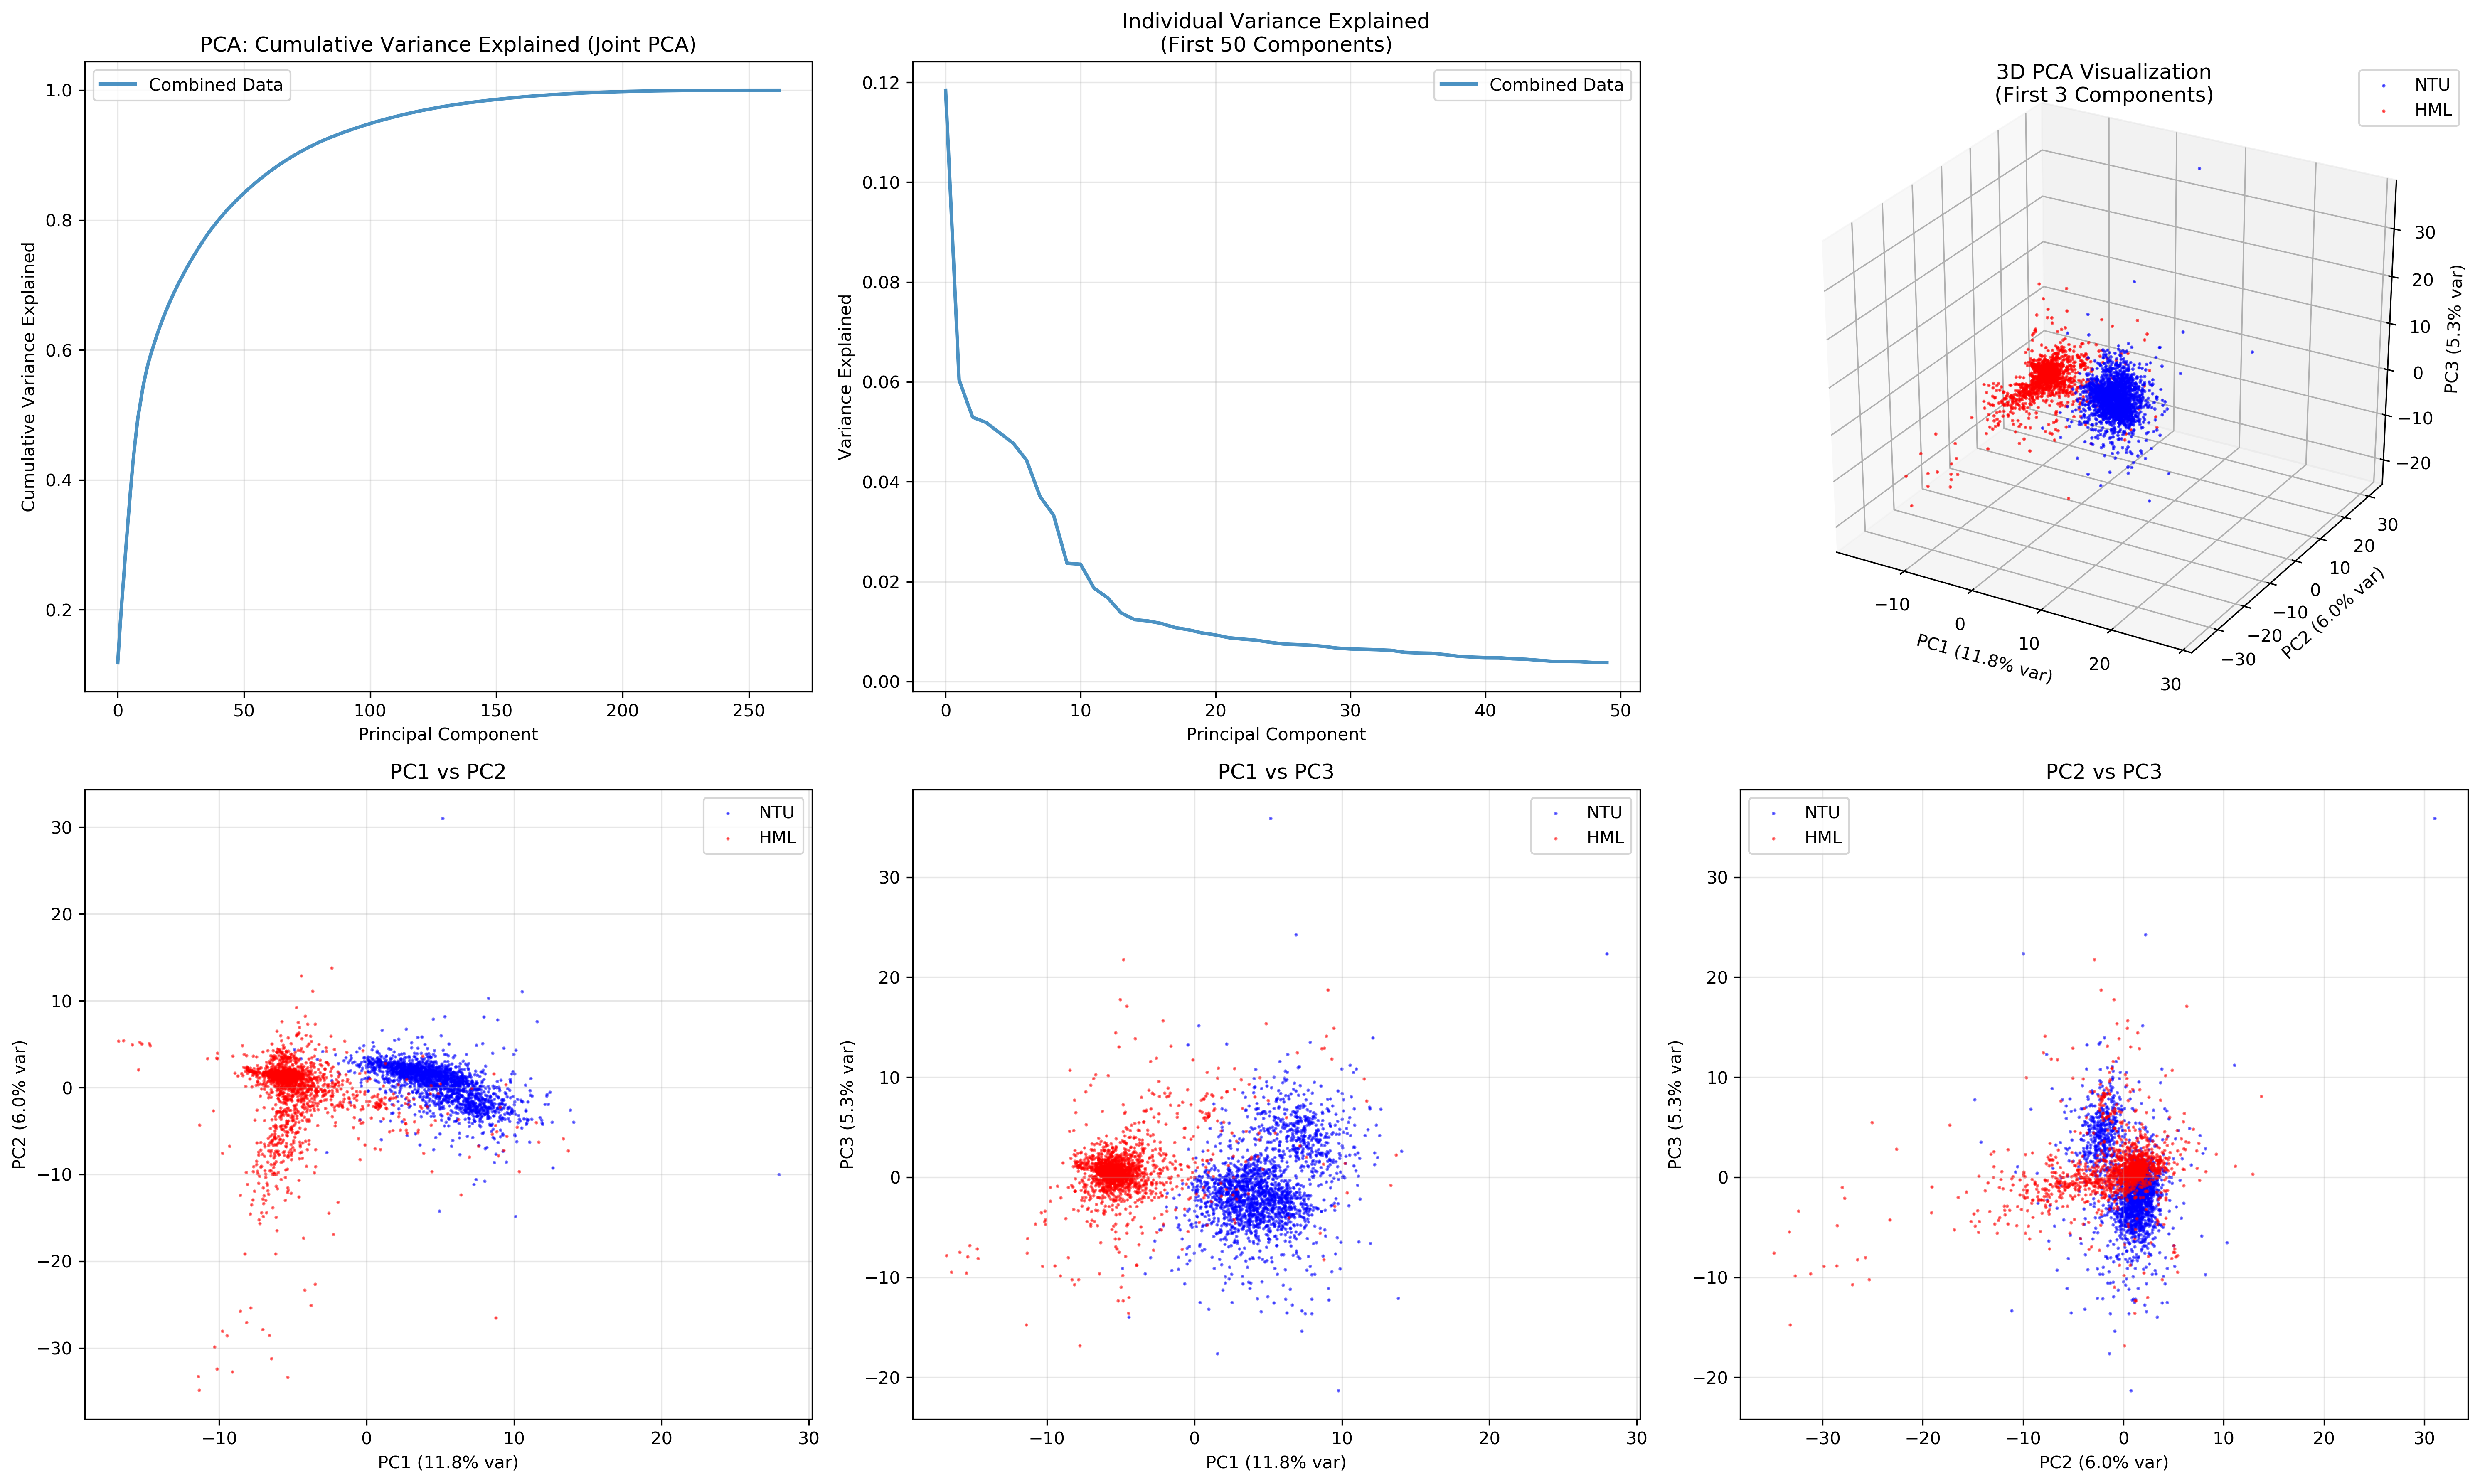 PCA: Cumulative Variance Explained (Joint PCA)
Combined Data
1.0
0.8
0.6
0.4
0.2
Cumulative Variance Explained
0
50
100
150
200
250
Principal Component
Individual Variance Explained
(First 50 Components)
Combined Data
0.12
0.10
0.08
0.06
0.04
0.02
0.00
Variance Explained
0
10
20
30
40
50
Principal Component
3D PCA Visualization
(First 3 Components)
NTU
HML
30
20
10
0
−10
−20
PC3 (5.3% var)
30
20
10
0
−10
−20
−30
PC2 (6.0% var)
−10
0
10
20
30
PC1 (11.8% var)
PC1 vs PC2
NTU
HML
30
20
10
0
−10
−20
−30
PC2 (6.0% var)
−10
0
10
20
30
PC1 (11.8% var)
PC1 vs PC3
NTU
HML
30
20
10
0
−10
−20
PC3 (5.3% var)
−10
0
10
20
30
PC1 (11.8% var)
PC2 vs PC3
NTU
HML
30
20
10
0
−10
−20
PC3 (5.3% var)
−30
−20
−10
0
10
20
30
PC2 (6.0% var)